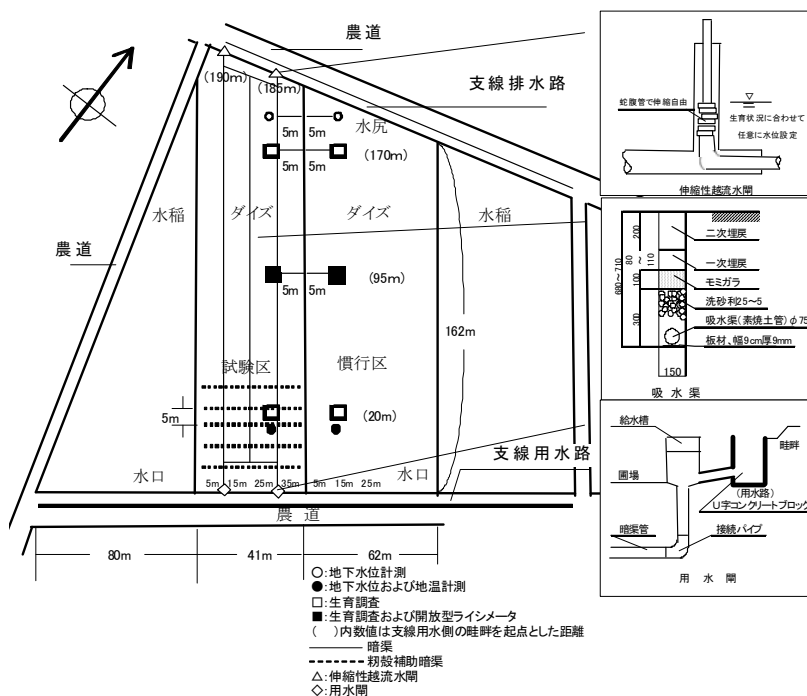 農道
支線排水路
(190m)
(185m)
水尻
5m 5m
5m 5m
(170m)
水稲
ダイズ
ダイズ
水稲
農道
5m 5m
(95m)
162m
試験区
慣行区
5m
(20m)
支線用水路
水口
水口
5m 15m 25m 35m 5m 15m 25m
農道
80m
41m
62m
○:地下水位計測
●:地下水位および地温計測
□:生育調査
■:生育調査および開放型ライシメータ
( )内数値は支線用水側の畦畔を起点とした距離
暗渠
籾殻補助暗渠
△:伸縮性越流水閘
◇:用水閘
蛇腹管で伸縮自由
生育状況に合わせて
任意に水位設定
伸縮性越流水閘
200
80
~
110
100
300
680~710
二次埋戻
一次埋戻
モミガラ
洗砂利25~5
吸水渠(素焼土管)φ75
板材、幅9cm厚9mm
150
吸水渠
給水槽
畦畔
圃場
(用水路)
U字コンクリートブロック
暗渠管
接続パイプ
用水閘